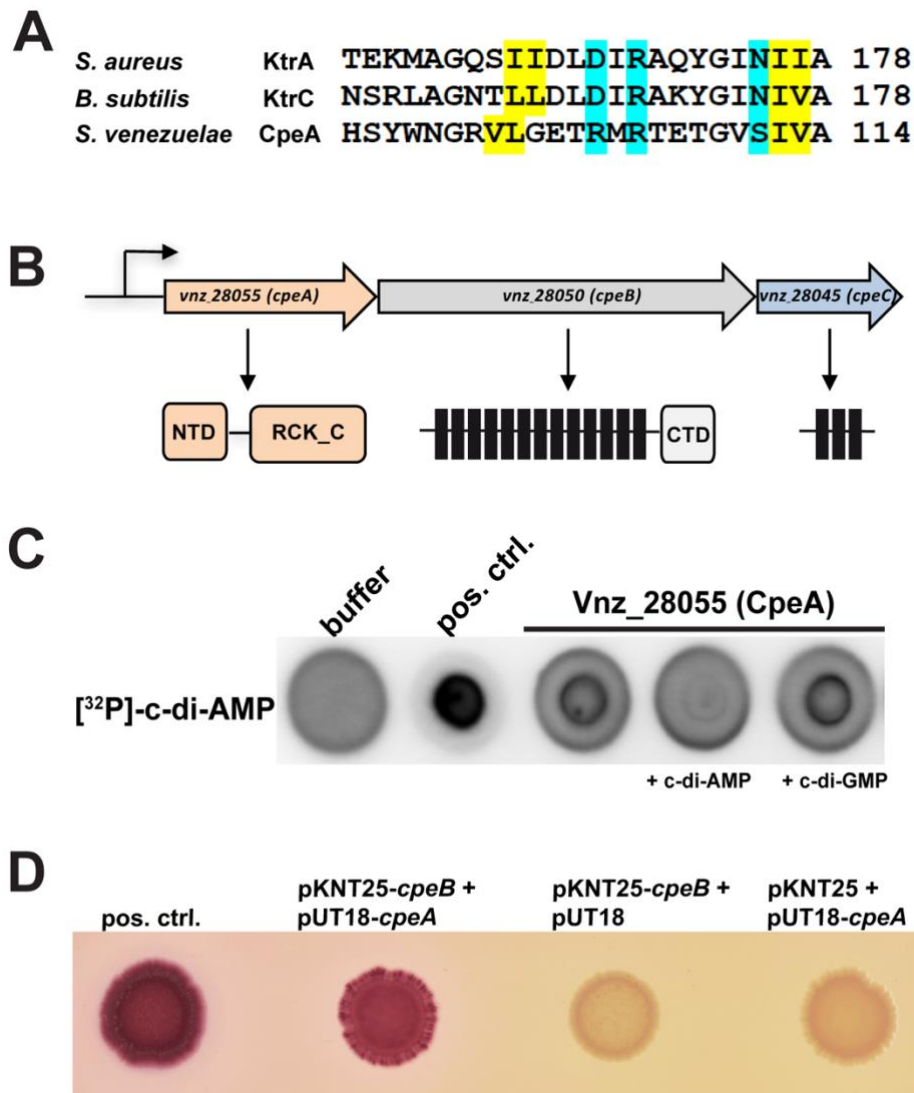 A
S. aureus KtrA TEKMAGQSIIDLDIRAQYGINIIA 178
B. subtilis KtrC NSRLAGNTLLDLDIRAKYGINIVA 178
S. venezuelae CpeA HSYWNGRVLGETRMRTETGVSIVA 114
B
vnz_28055 (cpeA) vnz_28050 (cpeB) vnz_28045 (cpeC)
NTD RCK_C CTD
C
buffer pos. ctrl. Vnz_28055 (CpeA)
[³²P]-c-di-AMP
+ c-di-AMP + c-di-GMP
D
pos. ctrl. pKNT25-cpeB + pUT18-cpeA pKNT25-cpeB + pUT18 pKNT25 + pUT18-cpeA